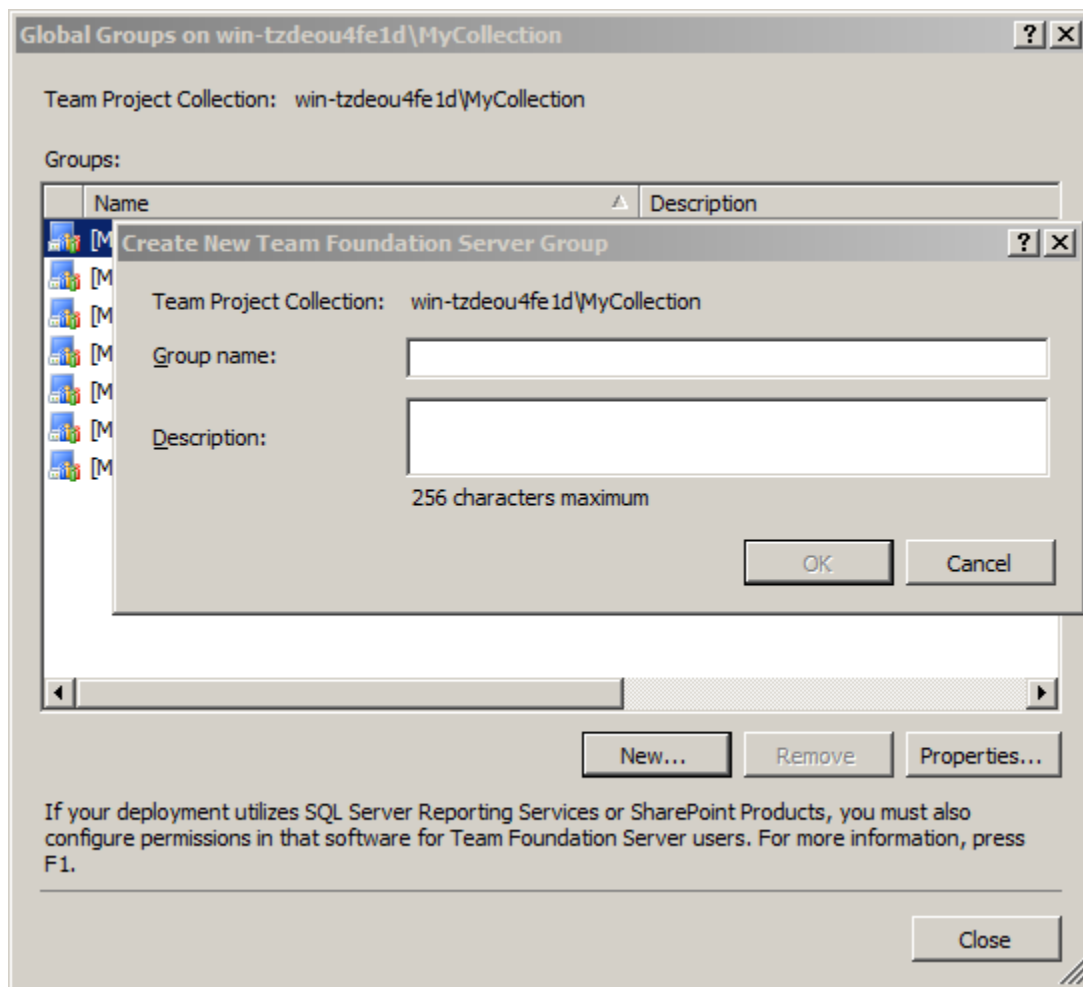 Global Groups on win-tzdeou4fe1d\MyCollection
Team Project Collection: win-tzdeou4fe1d\MyCollection
Groups:
Name Description
[M
Create New Team Foundation Server Group
[M
Team Project Collection: win-tzdeou4fe1d\MyCollection
[M
[M
Group name:
[M
[M
Description:
[M
256 characters maximum
OK Cancel
New... Remove Properties...
If your deployment utilizes SQL Server Reporting Services or SharePoint Products, you must also
configure permissions in that software for Team Foundation Server users. For more information, press
F1.
Close